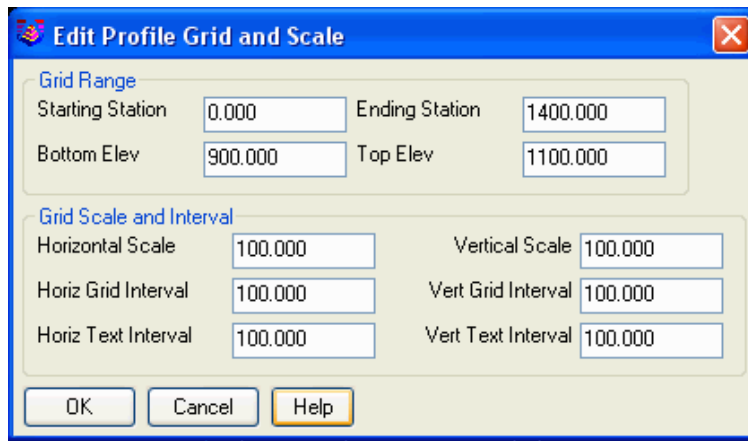 Edit Profile Grid and Scale
Grid Range
Starting Station 0.000 Ending Station 1400.000
Bottom Elev 900.000 Top Elev 1100.000
Grid Scale and Interval
Horizontal Scale 100.000 Vertical Scale 100.000
Horiz Grid Interval 100.000 Vert Grid Interval 100.000
Horiz Text Interval 100.000 Vert Text Interval 100.000
OK Cancel Help